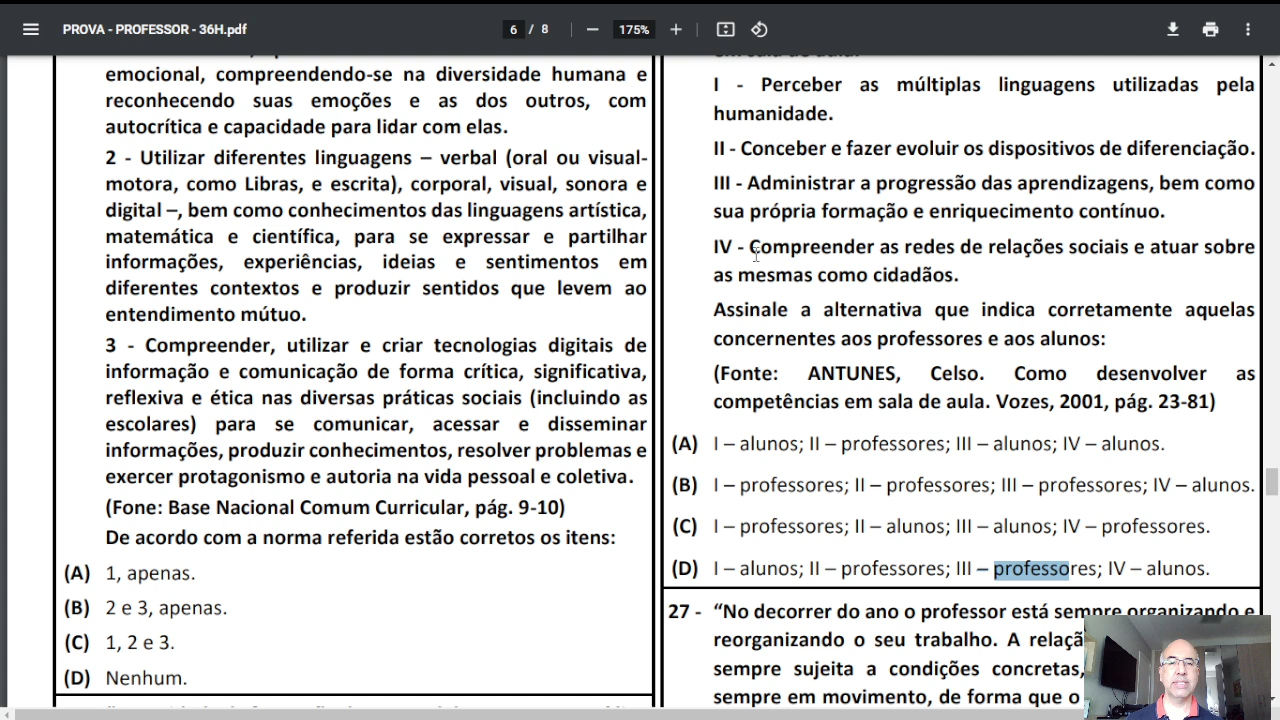 PROVA - PROFESSOR - 36H.pdf
6 / 8
175%
emocional, compreendendo-se na diversidade humana e
reconhecendo suas emoções e as dos outros, com
autocrítica e capacidade para lidar com elas.
2 - Utilizar diferentes linguagens – verbal (oral ou visual-
motora, como Libras, e escrita), corporal, visual, sonora e
digital –, bem como conhecimentos das linguagens artística,
matemática e científica, para se expressar e partilhar
informações, experiências, ideias e sentimentos em
diferentes contextos e produzir sentidos que levem ao
entendimento mútuo.
3 - Compreender, utilizar e criar tecnologias digitais de
informação e comunicação de forma crítica, significativa,
reflexiva e ética nas diversas práticas sociais (incluindo as
escolares) para se comunicar, acessar e disseminar
informações, produzir conhecimentos, resolver problemas e
exercer protagonismo e autoria na vida pessoal e coletiva.
(Fone: Base Nacional Comum Curricular, pág. 9-10)
De acordo com a norma referida estão corretos os itens:
(A) 1, apenas.
(B) 2 e 3, apenas.
(C) 1, 2 e 3.
(D) Nenhum.
em sala de aula.
I - Perceber as múltiplas linguagens utilizadas pela
humanidade.
II - Conceber e fazer evoluir os dispositivos de diferenciação.
III - Administrar a progressão das aprendizagens, bem como
sua própria formação e enriquecimento contínuo.
IV - Compreender as redes de relações sociais e atuar sobre
as mesmas como cidadãos.
Assinale a alternativa que indica corretamente aquelas
concernentes aos professores e aos alunos:
(Fonte: ANTUNES, Celso. Como desenvolver as
competências em sala de aula. Vozes, 2001, pág. 23-81)
(A) I – alunos; II – professores; III – alunos; IV – alunos.
(B) I – professores; II – professores; III – professores; IV – alunos.
(C) I – professores; II – alunos; III – alunos; IV – professores.
(D) I – alunos; II – professores; III – professores; IV – alunos.
27 - “No decorrer do ano o professor está sempre organizando e
reorganizando o seu trabalho. A relaçã
sempre sujeita a condições concretas,
sempre em movimento, de forma que o